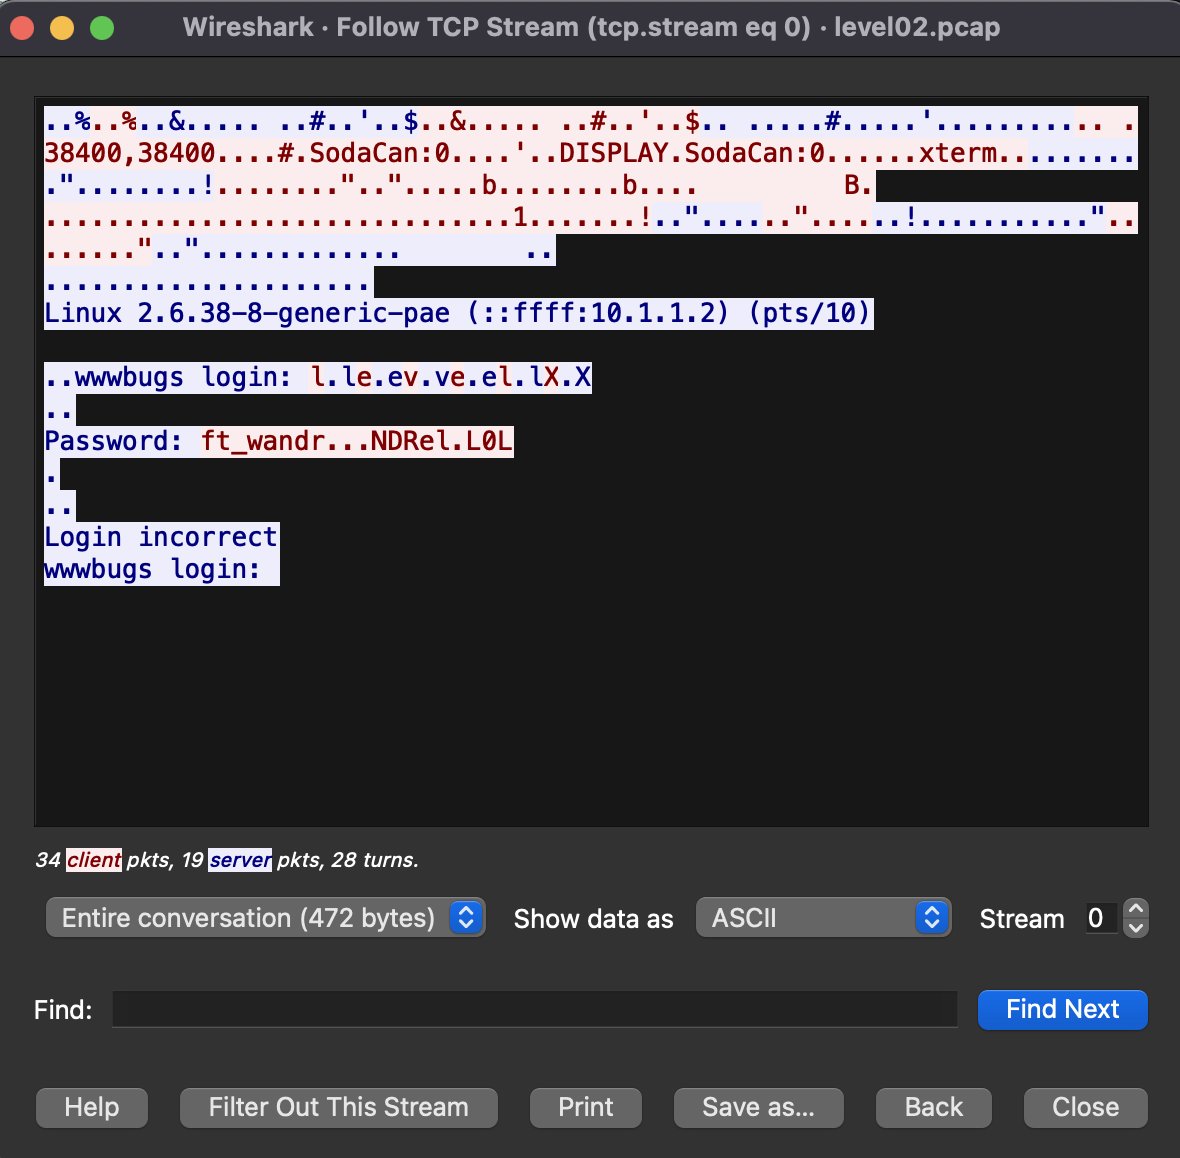 Wireshark · Follow TCP Stream (tcp.stream eq 0) · level02.pcap
..%..%..&..... ..#..'..$..&..... ..#..'..$.. .....#.....'........... .. .
38400,38400....#.SodaCan:0....'..DISPLAY.SodaCan:0......xterm.........
."........!........"..".....b........b.... B.
..............................1.......!.."......"......!..........."..
......".."............. ..
.....................
Linux 2.6.38-8-generic-pae (::ffff:10.1.1.2) (pts/10)
..wwwbugs login: l.le.ev.ve.el.lX.X
..
Password: ft_wandr...NDRel.L0L
.
..
Login incorrect
wwwbugs login:
34 client pkts, 19 server pkts, 28 turns.
Entire conversation (472 bytes) Show data as ASCII Stream 0
Find: Find Next
Help Filter Out This Stream Print Save as... Back Close